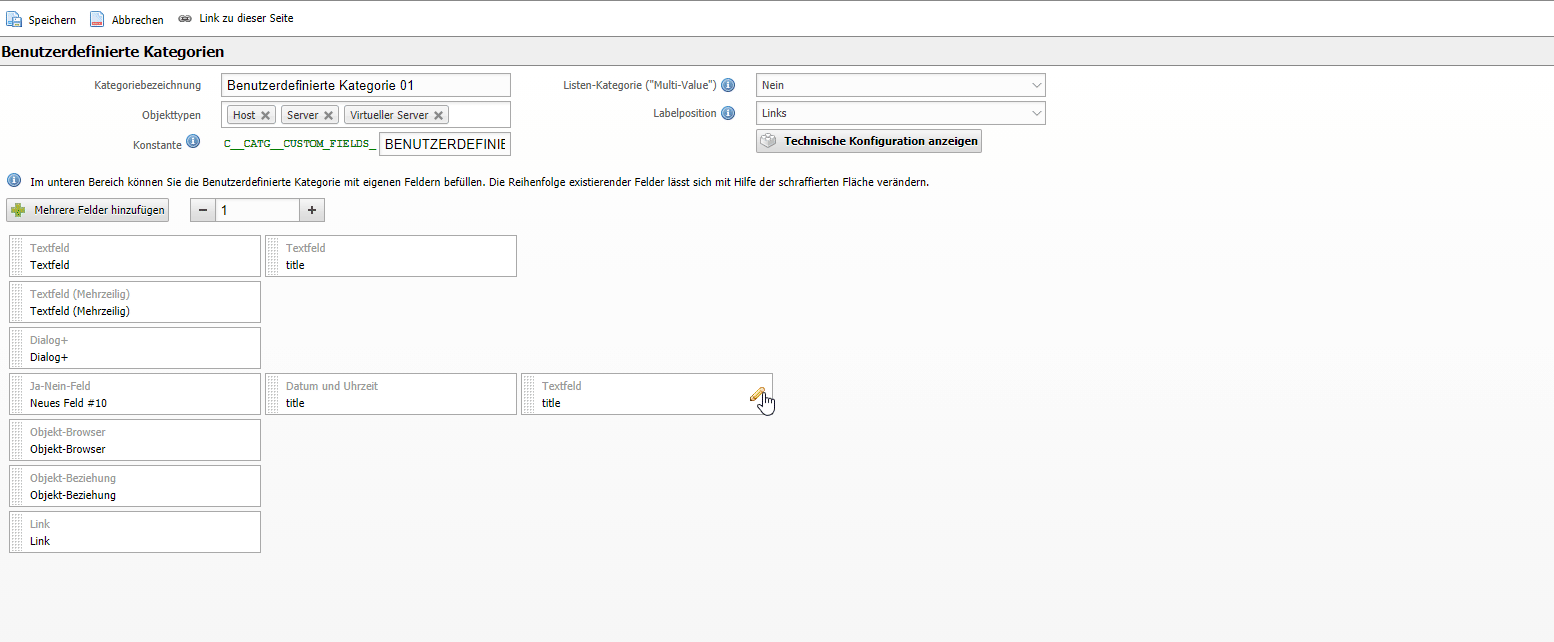 Speichern Abbrechen Link zu dieser Seite
Benutzerdefinierte Kategorien
Kategoriebezeichnung Benutzerdefinierte Kategorie 01 Listen-Kategorie ("Multi-Value") Nein
Objekttypen Host Server Virtueller Server Labelposition Links
Konstante C__CATG__CUSTOM_FIELDS_ BENUTZERDEFINIE Technische Konfiguration anzeigen
Im unteren Bereich können Sie die Benutzerdefinierte Kategorie mit eigenen Feldern befüllen. Die Reihenfolge existierender Felder lässt sich mit Hilfe der schraffierten Fläche verändern.
Mehrere Felder hinzufügen − 1 +
Textfeld Textfeld
Textfeld title
Textfeld (Mehrzeilig)
Textfeld (Mehrzeilig)
Dialog+
Dialog+
Ja-Nein-Feld Datum und Uhrzeit Textfeld
Neues Feld #10 title title
Objekt-Browser
Objekt-Browser
Objekt-Beziehung
Objekt-Beziehung
Link
Link